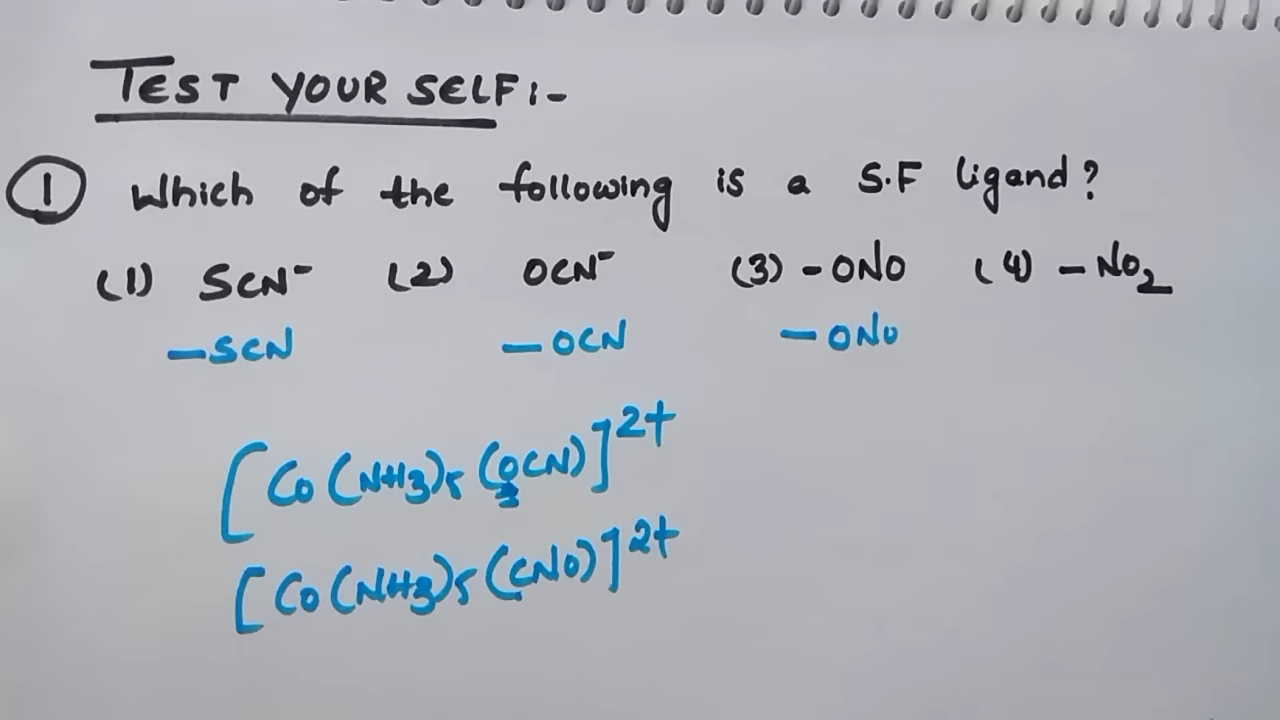 TEST YOUR SELF:-
① Which of the following is a S.F ligand?
(1) SCN⁻ (2) OCN⁻ (3) -ONO (4) -NO₂
-SCN -OCN -ONO
[Co(NH₃)₅(OCN)]²⁺
[Co(NH₃)₅(CNO)]²⁺